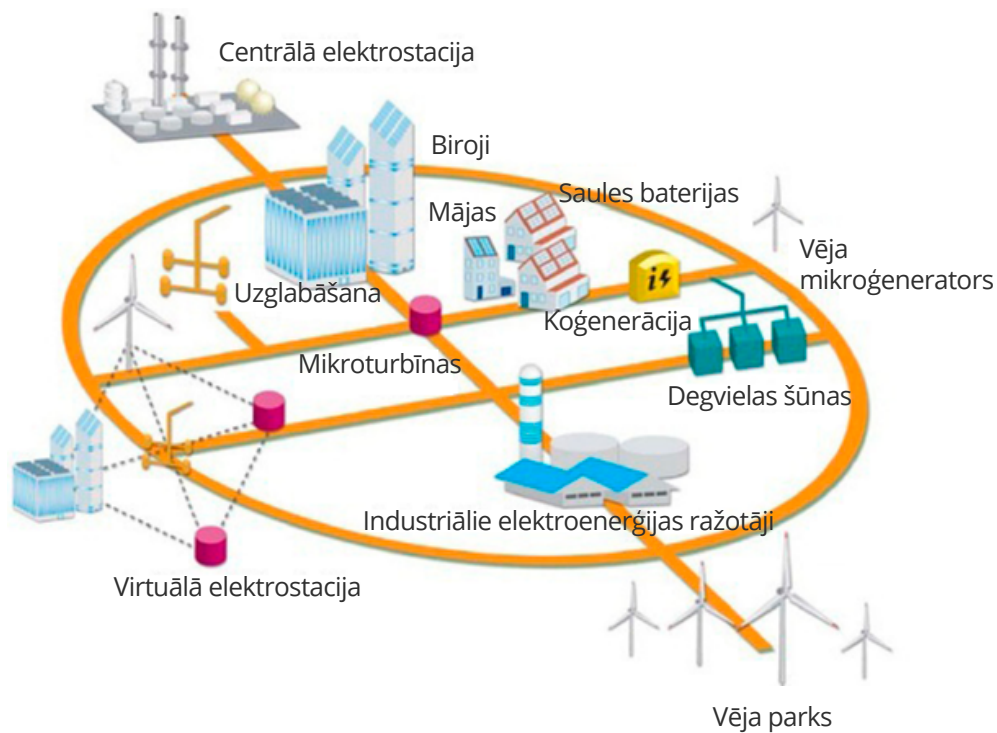 Centrālā elektrostacija
Biroji
Saules baterijas
Mājas
Vēja
mikroģenerators
Uzglabāšana
Koģenerācija
Mikroturbīnas
Degvielas šūnas
Industriālie elektroenerģijas ražotāji
Virtuālā elektrostacija
Vēja parks